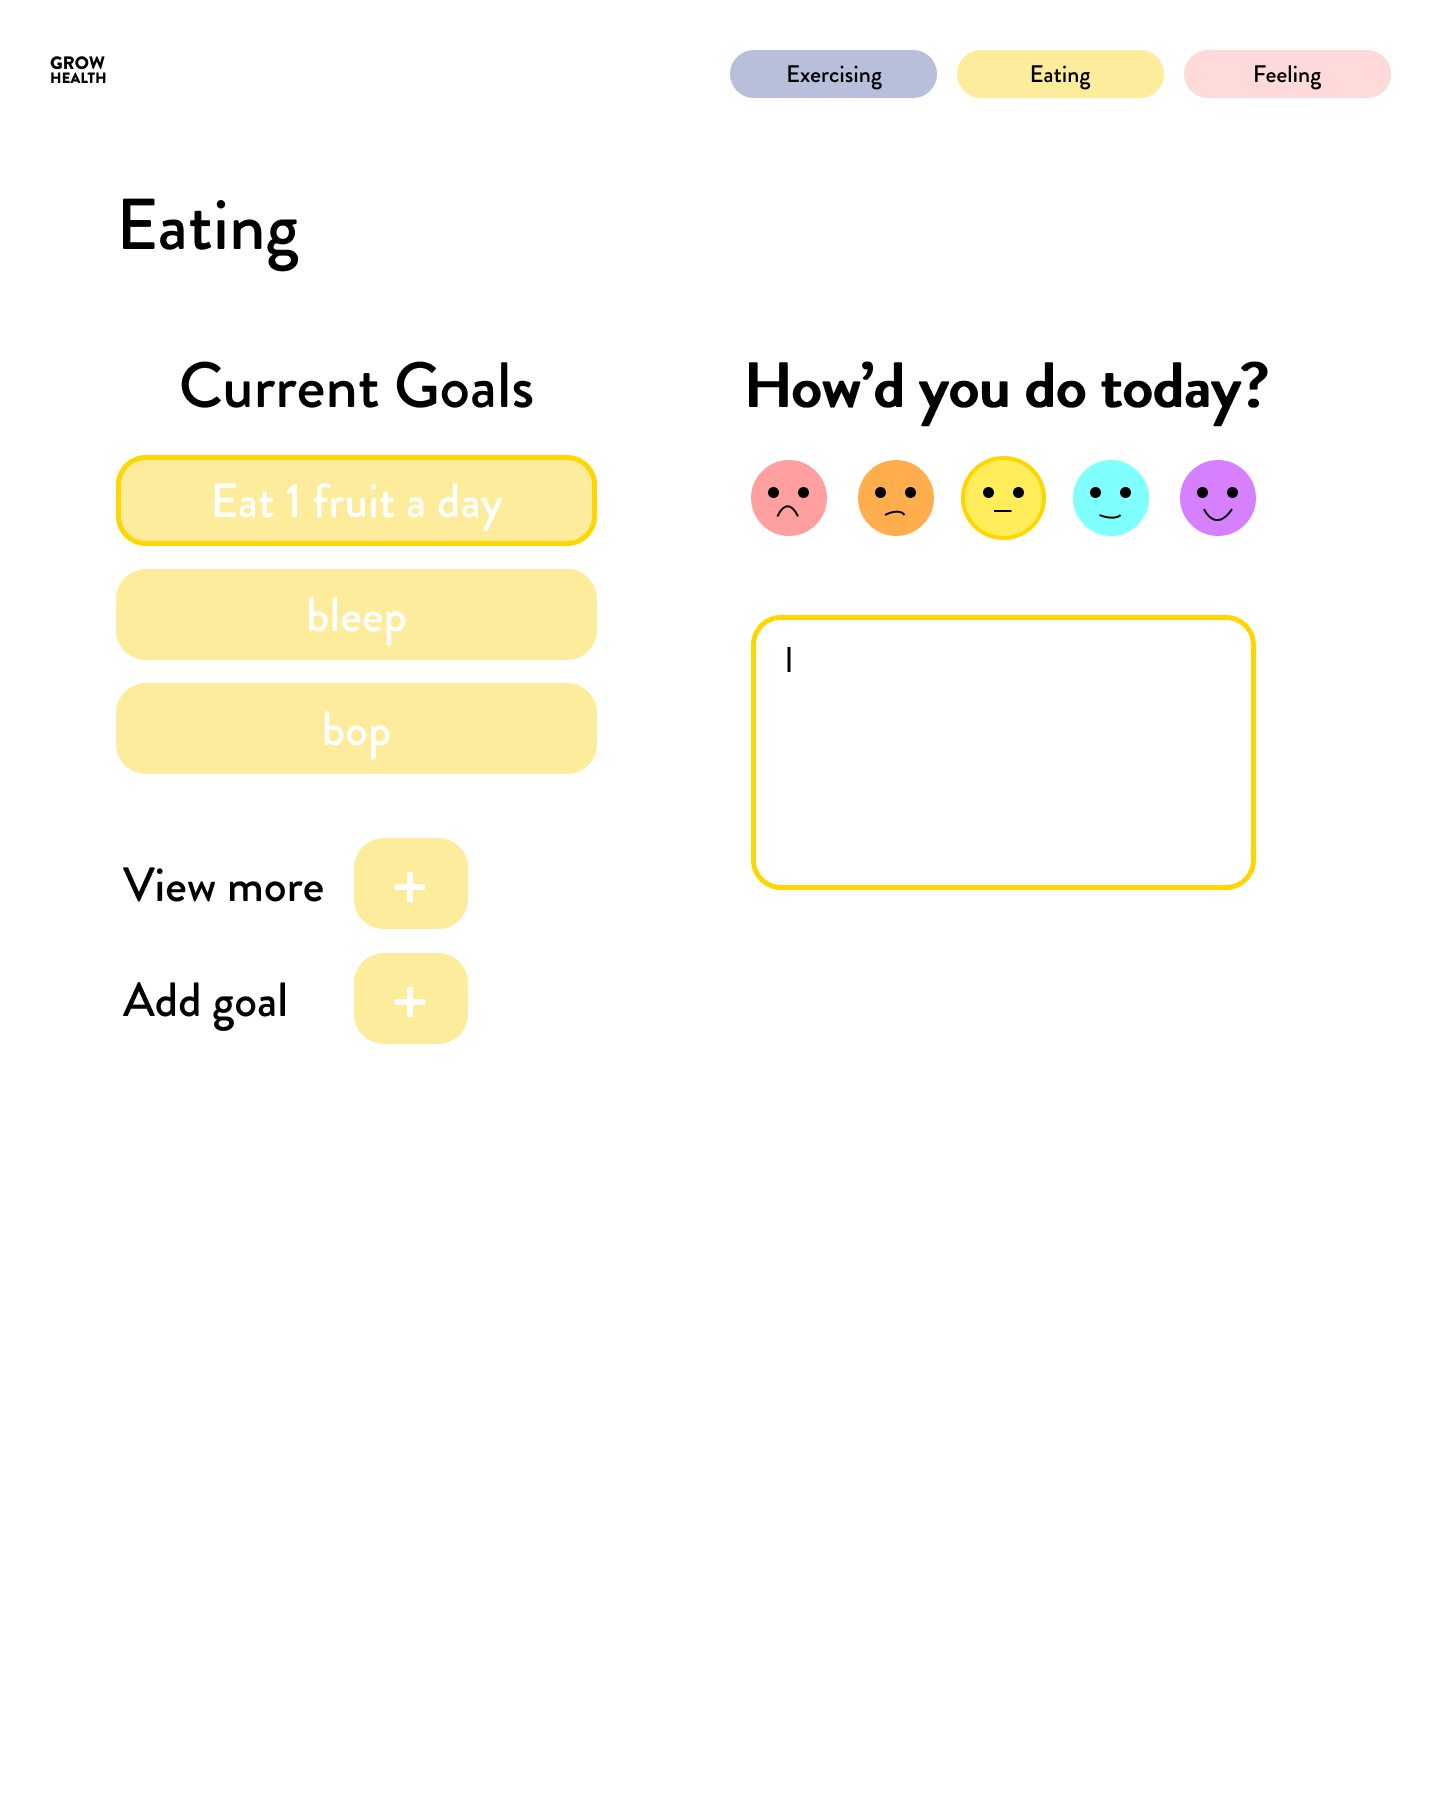 GROW
HEALTH
Exercising
Eating
Feeling
Eating
Current Goals
Eat 1 fruit a day
bleep
bop
View more
+
Add goal
+
How’d you do today?